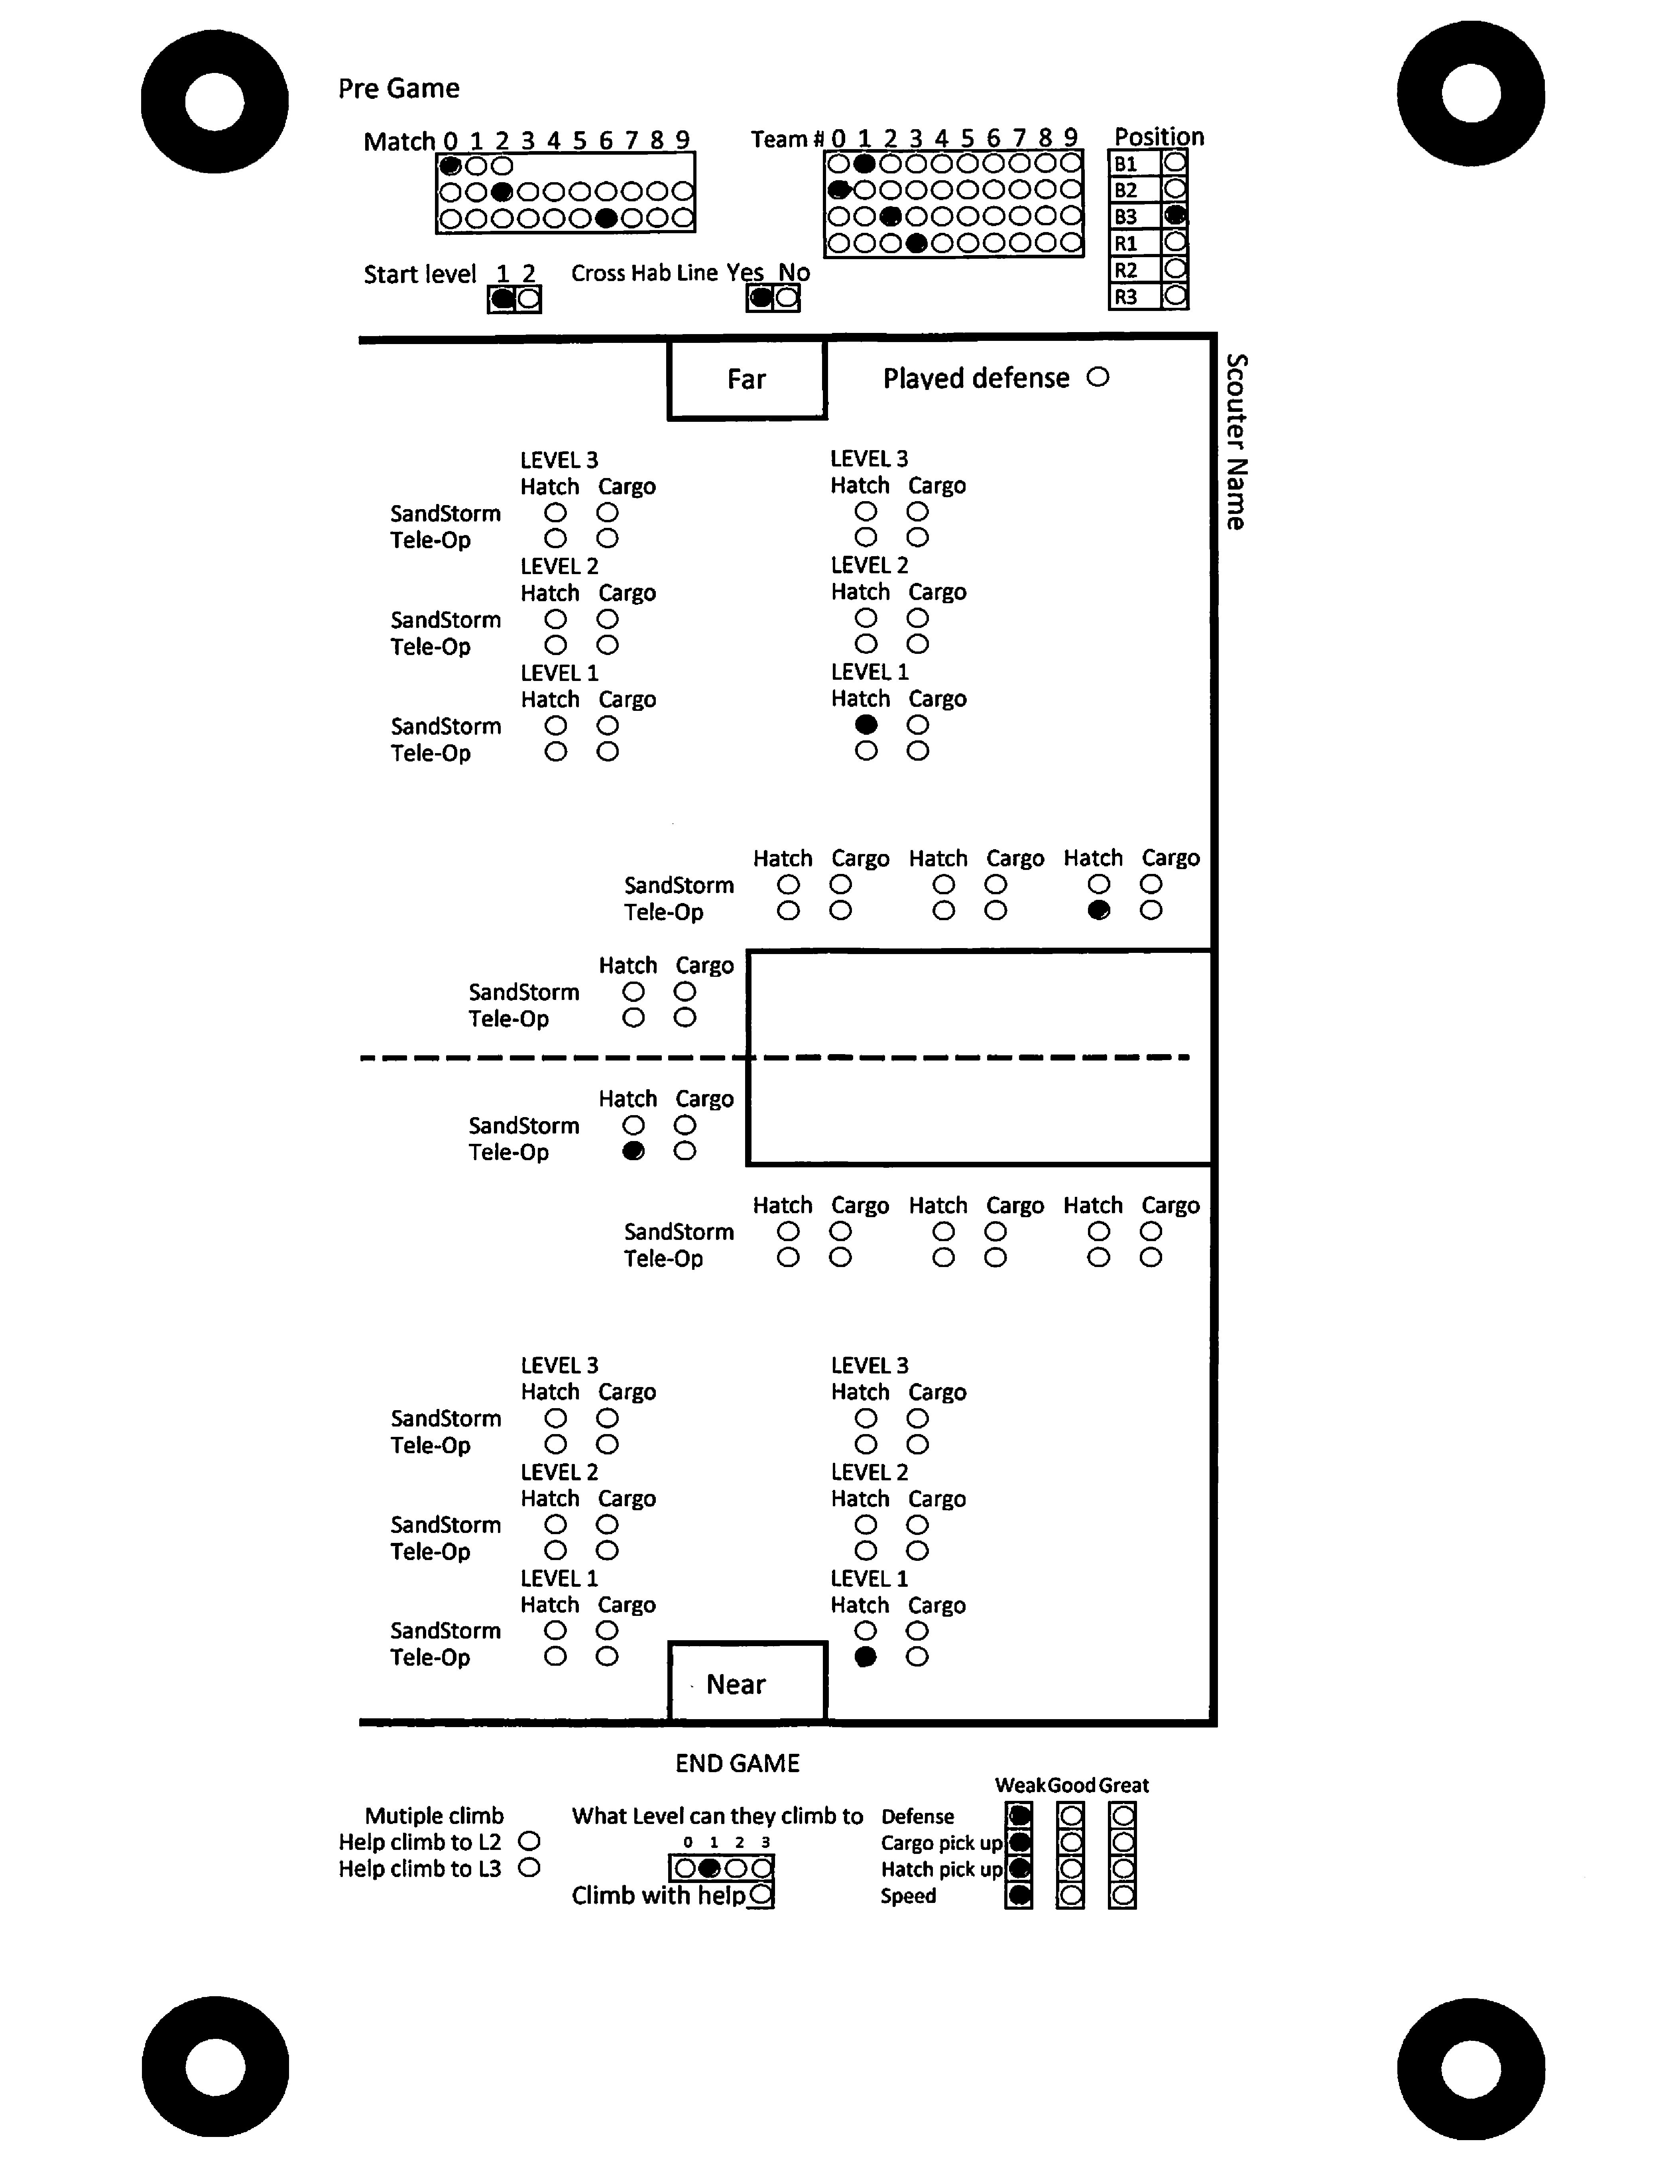 Pre Game
Match 0 1 2 3 4 5 6 7 8 9
Team # 0 1 2 3 4 5 6 7 8 9
Position
B1
B2
B3
R1
R2
R3
Start level 1 2
Cross Hab Line Yes No
Far
Played defense
Scouter Name
LEVEL 3 LEVEL 3
Hatch Cargo Hatch Cargo
SandStorm
Tele-Op
LEVEL 2 LEVEL 2
Hatch Cargo Hatch Cargo
SandStorm
Tele-Op
LEVEL 1 LEVEL 1
Hatch Cargo Hatch Cargo
SandStorm
Tele-Op
Hatch Cargo Hatch Cargo Hatch Cargo
SandStorm
Tele-Op
Hatch Cargo
SandStorm
Tele-Op
Hatch Cargo
SandStorm
Tele-Op
Hatch Cargo Hatch Cargo Hatch Cargo
SandStorm
Tele-Op
LEVEL 3 LEVEL 3
Hatch Cargo Hatch Cargo
SandStorm
Tele-Op
LEVEL 2 LEVEL 2
Hatch Cargo Hatch Cargo
SandStorm
Tele-Op
LEVEL 1 LEVEL 1
Hatch Cargo Hatch Cargo
SandStorm
Tele-Op
Near
END GAME
Mutiple climb
Help climb to L2
Help climb to L3
What Level can they climb to
0 1 2 3
Climb with help
Weak Good Great
Defense
Cargo pick up
Hatch pick up
Speed